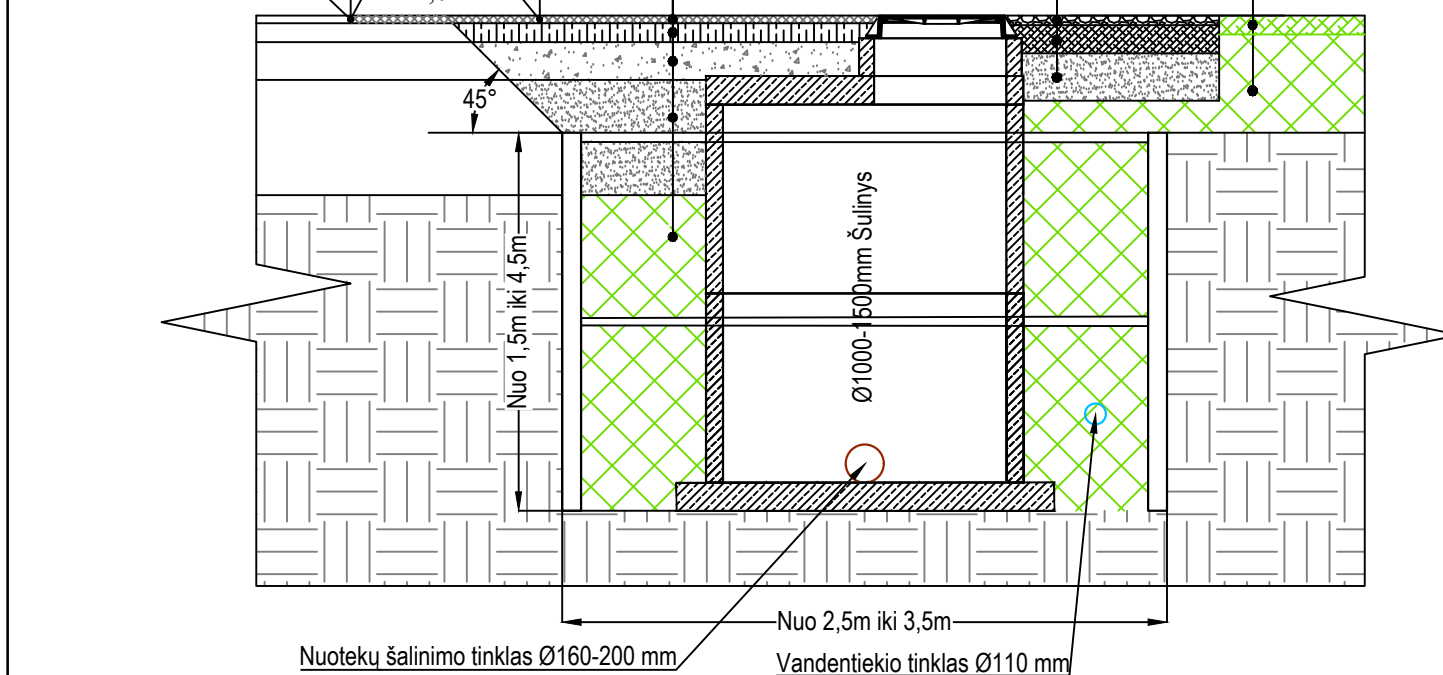 45°
Nuo 1,5m iki 4,5m
Ø1000-1500mm Šulinys
Nuo 2,5m iki 3,5m
Nuotekų šalinimo tinklas Ø160-200 mm
Vandentiekio tinklas Ø110 mm